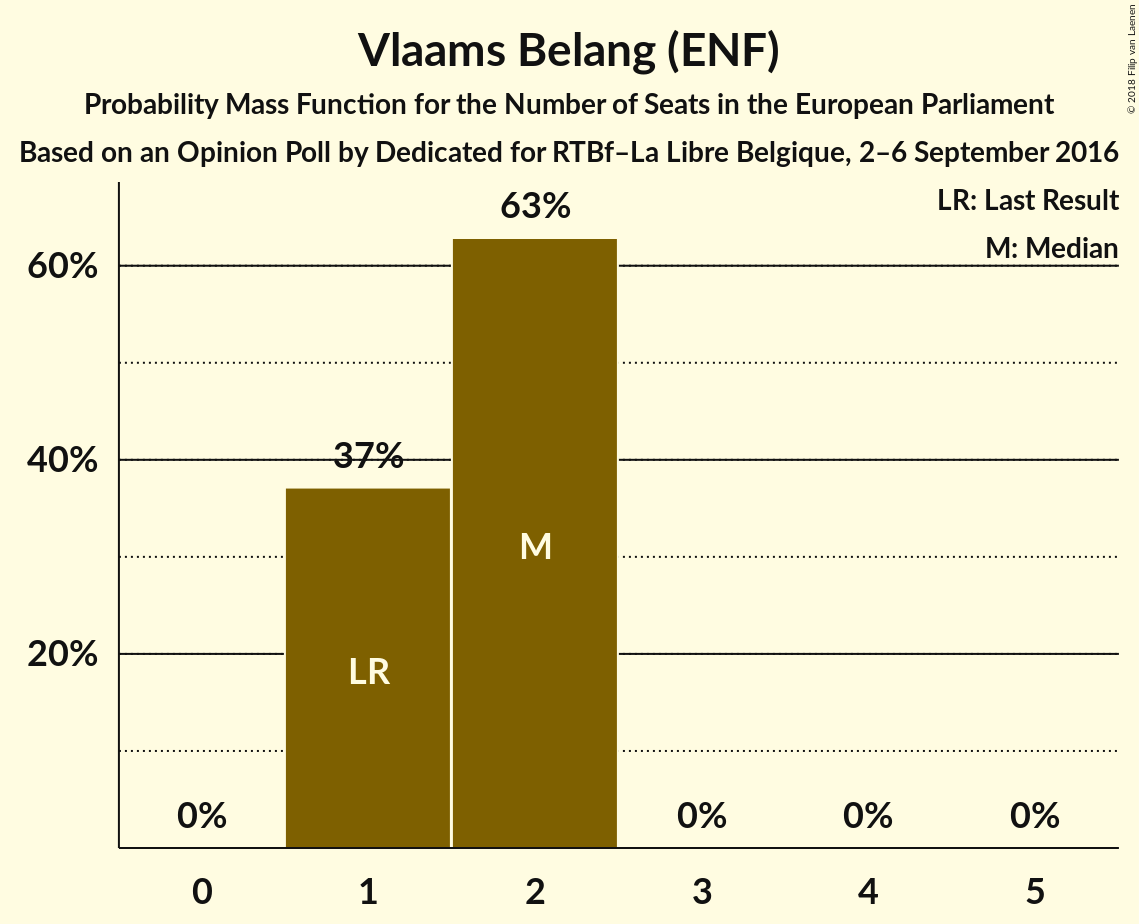 Vlaams Belang (ENF)
Probability Mass Function for the Number of Seats in the European Parliament
Based on an Opinion Poll by Dedicated for RTBf–La Libre Belgique, 2–6 September 2016
© 2018 Filip van Laenen
LR: Last Result
M: Median
63%
60%
37%
40%
M
LR
20%
0%
0%
0%
0%
0 1 2 3 4 5